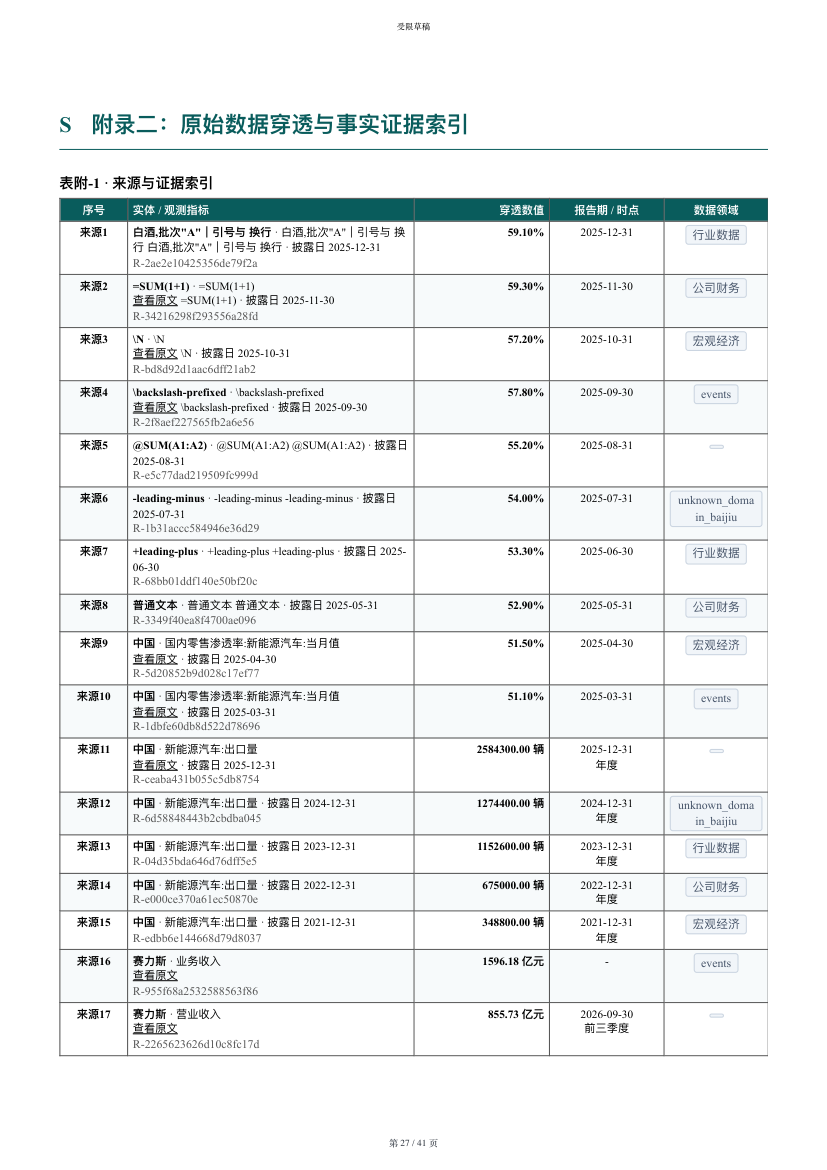 受限草稿
S 附录二：原始数据穿透与事实证据索引
表附-1 · 来源与证据索引
序号 实体 / 观测指标 穿透数值 报告期 / 时点 数据领域
来源1 白酒,批次"A"｜引号与 换行 · 白酒,批次"A"｜引号与 换 59.10% 2025-12-31 行业数据
行 白酒,批次"A"｜引号与 换行 · 披露日 2025-12-31
R-2ae2e10425356de79f2a
来源2 =SUM(1+1) · =SUM(1+1) 59.30% 2025-11-30 公司财务
查看原文 =SUM(1+1) · 披露日 2025-11-30
R-34216298f293556a28fd
来源3 \N · \N 57.20% 2025-10-31 宏观经济
查看原文 \N · 披露日 2025-10-31
R-bd8d92d1aac6dff21ab2
来源4 \backslash-prefixed · \backslash-prefixed 57.80% 2025-09-30 events
查看原文 \backslash-prefixed · 披露日 2025-09-30
R-2f8aef227565fb2a6e56
来源5 @SUM(A1:A2) · @SUM(A1:A2) @SUM(A1:A2) · 披露日 55.20% 2025-08-31
2025-08-31
R-e5c77dad219509fc999d
来源6 -leading-minus · -leading-minus -leading-minus · 披露日 54.00% 2025-07-31 unknown_doma
2025-07-31 in_baijiu
R-1b31accc584946e36d29
来源7 +leading-plus · +leading-plus +leading-plus · 披露日 2025- 53.30% 2025-06-30 行业数据
06-30
R-68bb01ddf140e50bf20c
来源8 普通文本 · 普通文本 普通文本 · 披露日 2025-05-31 52.90% 2025-05-31 公司财务
R-3349f40ea8f4700ae096
来源9 中国 · 国内零售渗透率:新能源汽车:当月值 51.50% 2025-04-30 宏观经济
查看原文 · 披露日 2025-04-30
R-5d20852b9d028c17ef77
来源10 中国 · 国内零售渗透率:新能源汽车:当月值 51.10% 2025-03-31 events
查看原文 · 披露日 2025-03-31
R-1dbfe60db8d522d78696
来源11 中国 · 新能源汽车:出口量 2584300.00 辆 2025-12-31
查看原文 · 披露日 2025-12-31 年度
R-ceaba431b055c5db8754
来源12 中国 · 新能源汽车:出口量 · 披露日 2024-12-31 1274400.00 辆 2024-12-31 unknown_doma
R-6d58848443b2cbdba045 年度 in_baijiu
来源13 中国 · 新能源汽车:出口量 · 披露日 2023-12-31 1152600.00 辆 2023-12-31 行业数据
R-04d35bda646d76dff5e5 年度
来源14 中国 · 新能源汽车:出口量 · 披露日 2022-12-31 675000.00 辆 2022-12-31 公司财务
R-e000ce370a61ec50870e 年度
来源15 中国 · 新能源汽车:出口量 · 披露日 2021-12-31 348800.00 辆 2021-12-31 宏观经济
R-edbb6e144668d79d8037 年度
来源16 赛力斯 · 业务收入 1596.18 亿元 - events
查看原文
R-955f68a2532588563f86
来源17 赛力斯 · 营业收入 855.73 亿元 2026-09-30
查看原文 前三季度
R-2265623626d10c8fc17d
第 27 / 41 页